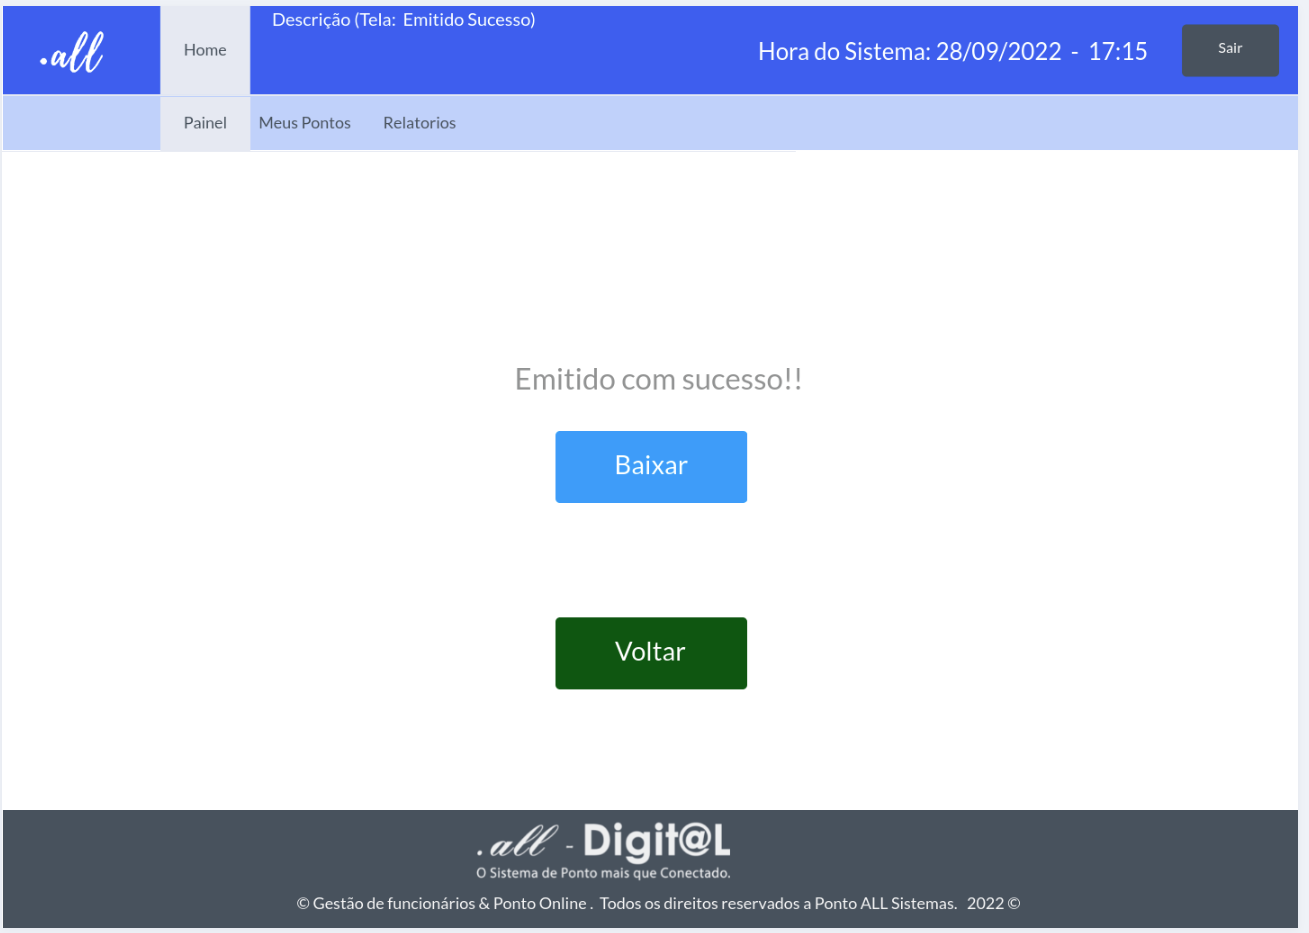 .all
Home
Descrição (Tela: Emitido Sucesso)
Hora do Sistema: 28/09/2022 - 17:15
Sair
Painel
Meus Pontos
Relatorios
Emitido com sucesso!!
Baixar
Voltar
.all - Digit@L
O Sistema de Ponto mais que Conectado.
© Gestão de funcionários & Ponto Online . Todos os direitos reservados a Ponto ALL Sistemas. 2022 ©